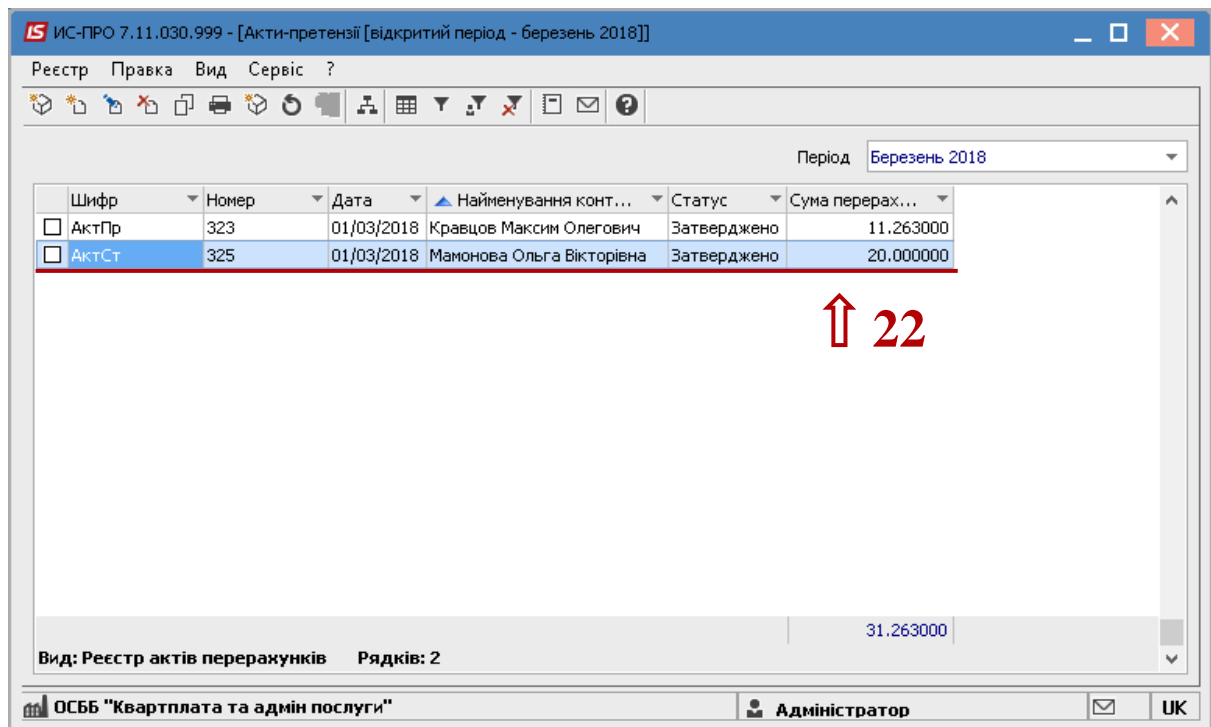 IS ИС-ПРО 7.11.030.999 - [Акти-претензії [відкритий період - березень 2018]]
Реєстр Правка Вид Сервіс ?
Період Березень 2018
Шифр Номер Дата Найменування конт... Статус Сума перерах...
АктПр 323 01/03/2018 Кравцов Максим Олегович Затверджено 11.263000
АктСт 325 01/03/2018 Мамонова Ольга Вікторівна Затверджено 20.000000
22
31.263000
Вид: Реєстр актів перерахунків Рядків: 2
ОСББ "Квартплата та адмін послуги" Адміністратор UK